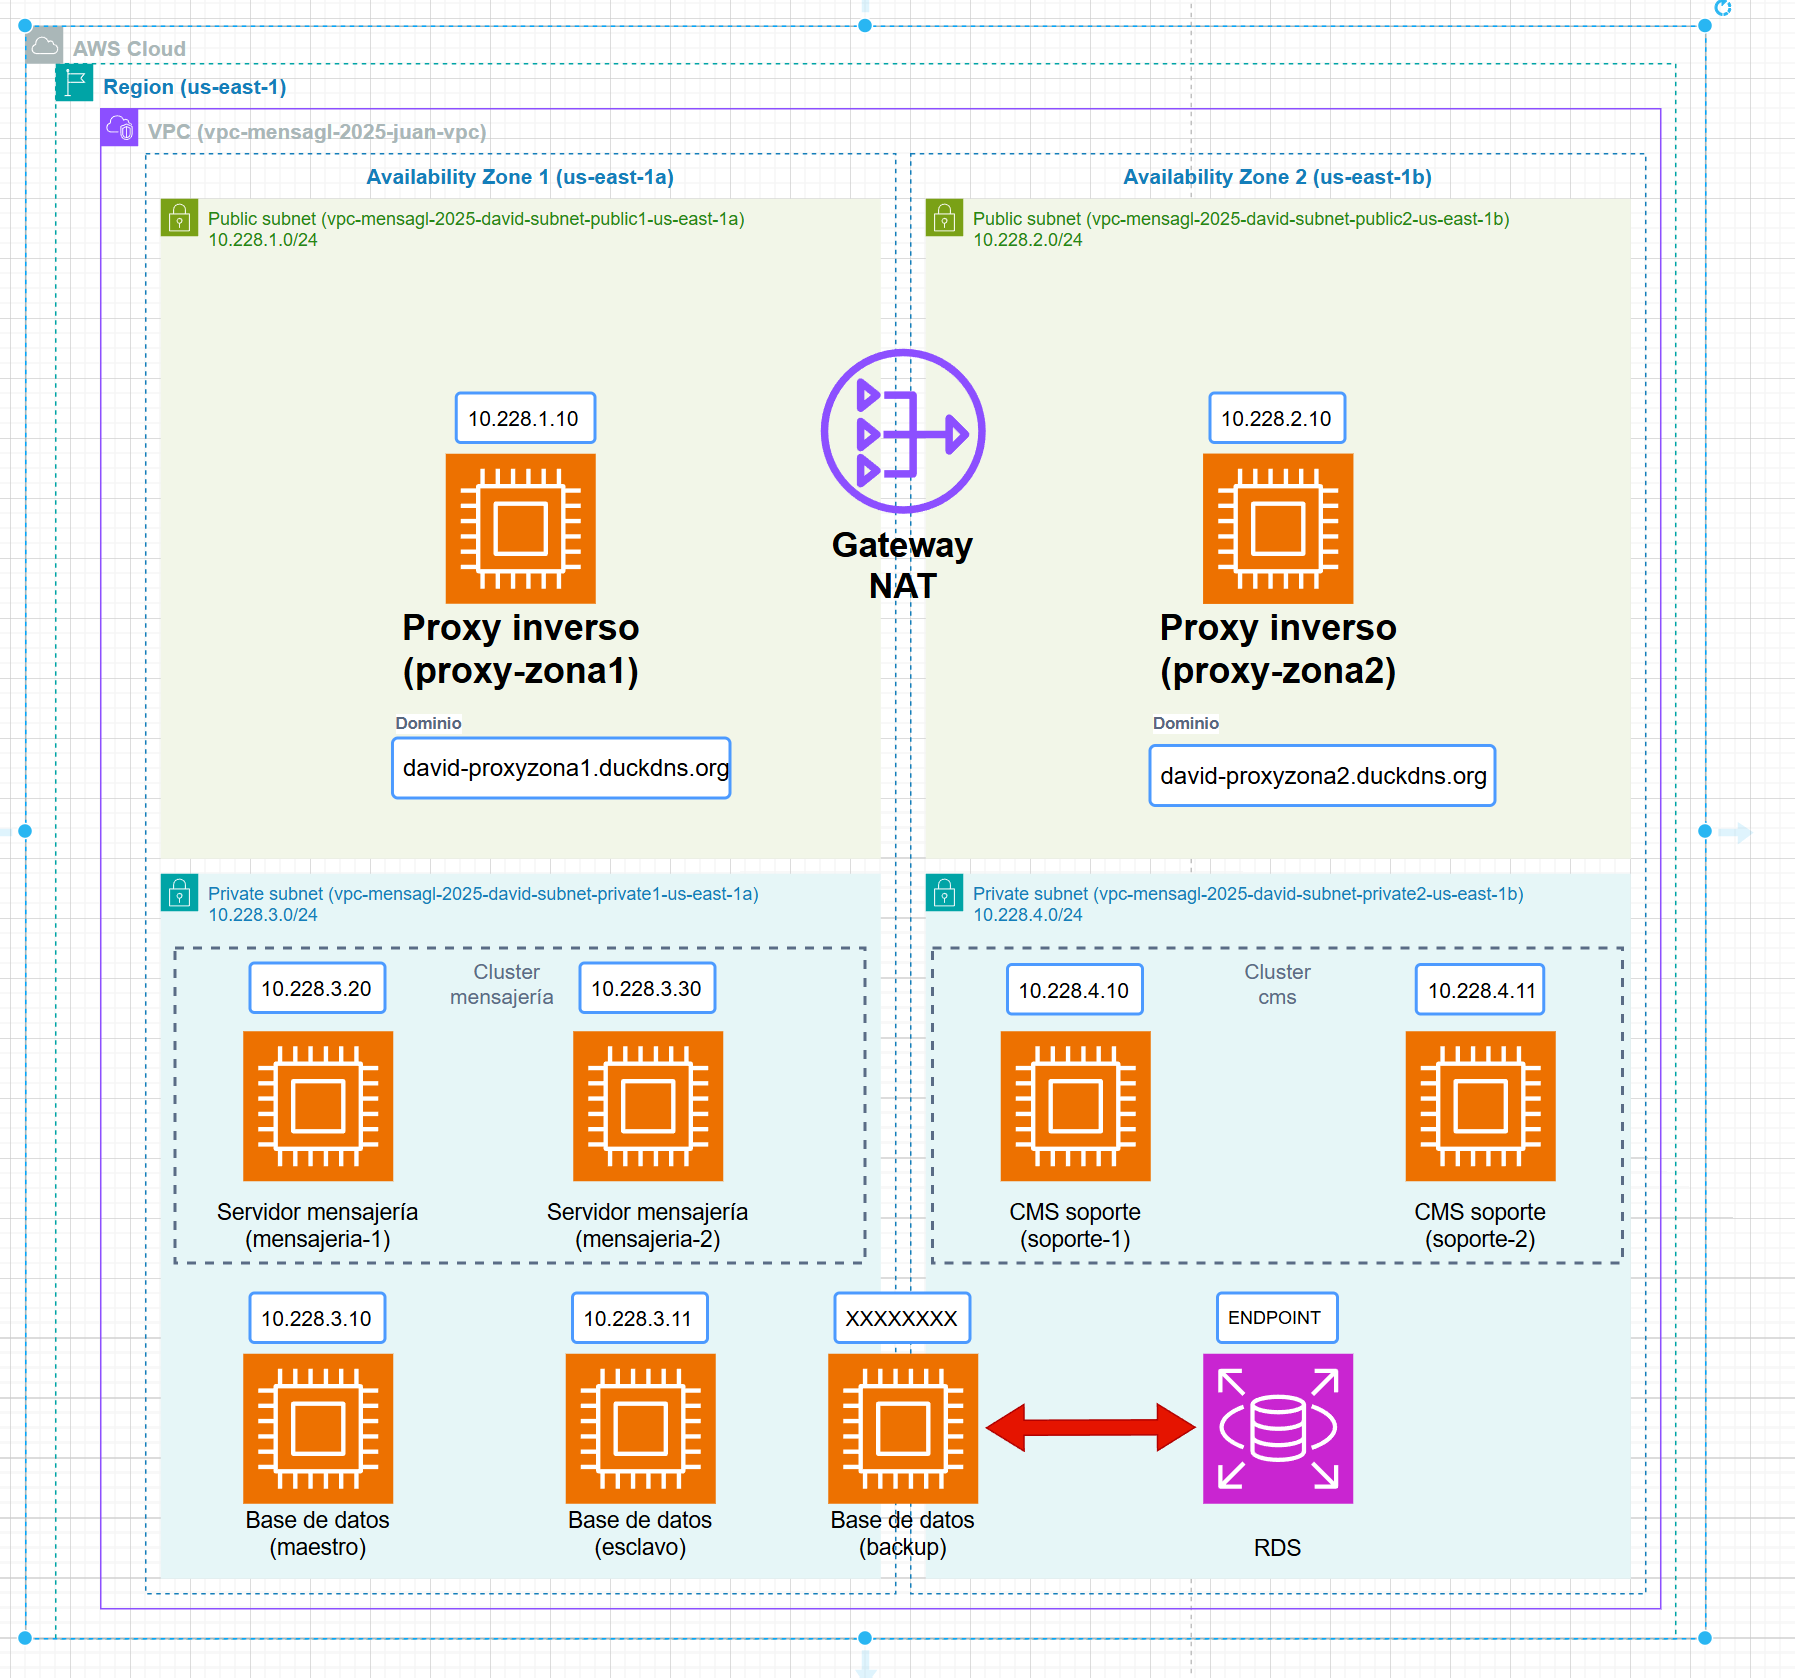 AWS Cloud
Region (us-east-1)
VPC (vpc-mensagl-2025-juan-vpc)
Availability Zone 1 (us-east-1a)
Availability Zone 2 (us-east-1b)
Public subnet (vpc-mensagl-2025-david-subnet-public1-us-east-1a)
10.228.1.0/24
Public subnet (vpc-mensagl-2025-david-subnet-public2-us-east-1b)
10.228.2.0/24
10.228.1.10
10.228.2.10
Gateway
NAT
Proxy inverso
(proxy-zona1)
Proxy inverso
(proxy-zona2)
Dominio
david-proxyzona1.duckdns.org
Dominio
david-proxyzona2.duckdns.org
Private subnet (vpc-mensagl-2025-david-subnet-private1-us-east-1a)
10.228.3.0/24
Private subnet (vpc-mensagl-2025-david-subnet-private2-us-east-1b)
10.228.4.0/24
10.228.3.20
Cluster
mensajería
10.228.3.30
10.228.4.10
Cluster
cms
10.228.4.11
Servidor mensajería
(mensajeria-1)
Servidor mensajería
(mensajeria-2)
CMS soporte
(soporte-1)
CMS soporte
(soporte-2)
10.228.3.10
10.228.3.11
XXXXXXXX
ENDPOINT
Base de datos
(maestro)
Base de datos
(esclavo)
Base de datos
(backup)
RDS